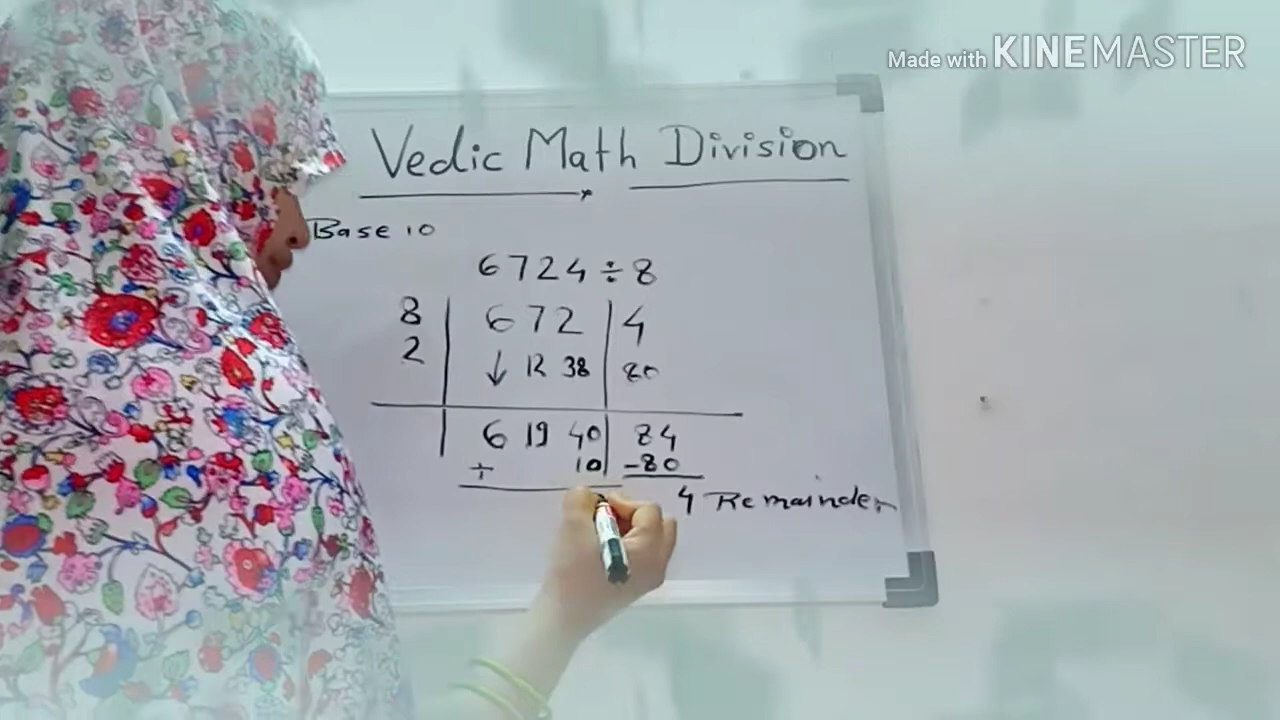 Made with KINEMASTER
Vedic Math Division
Base 10
6724 ÷ 8
8 672 4
2 ↓ 12 38 80
6 19 40 84
+ 10 -80
4 Remainder